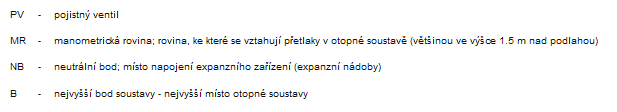 PV - pojistný ventil
MR - manometrická rovina; rovina, ke které se vztahují přetlaky v otopné soustavě (většinou ve výšce 1.5 m nad podlahou)
NB - neutrální bod; místo napojení expanzního zařízení (expanzní nádoby)
B - nejvyšší bod soustavy - nejvyšší místo otopné soustavy